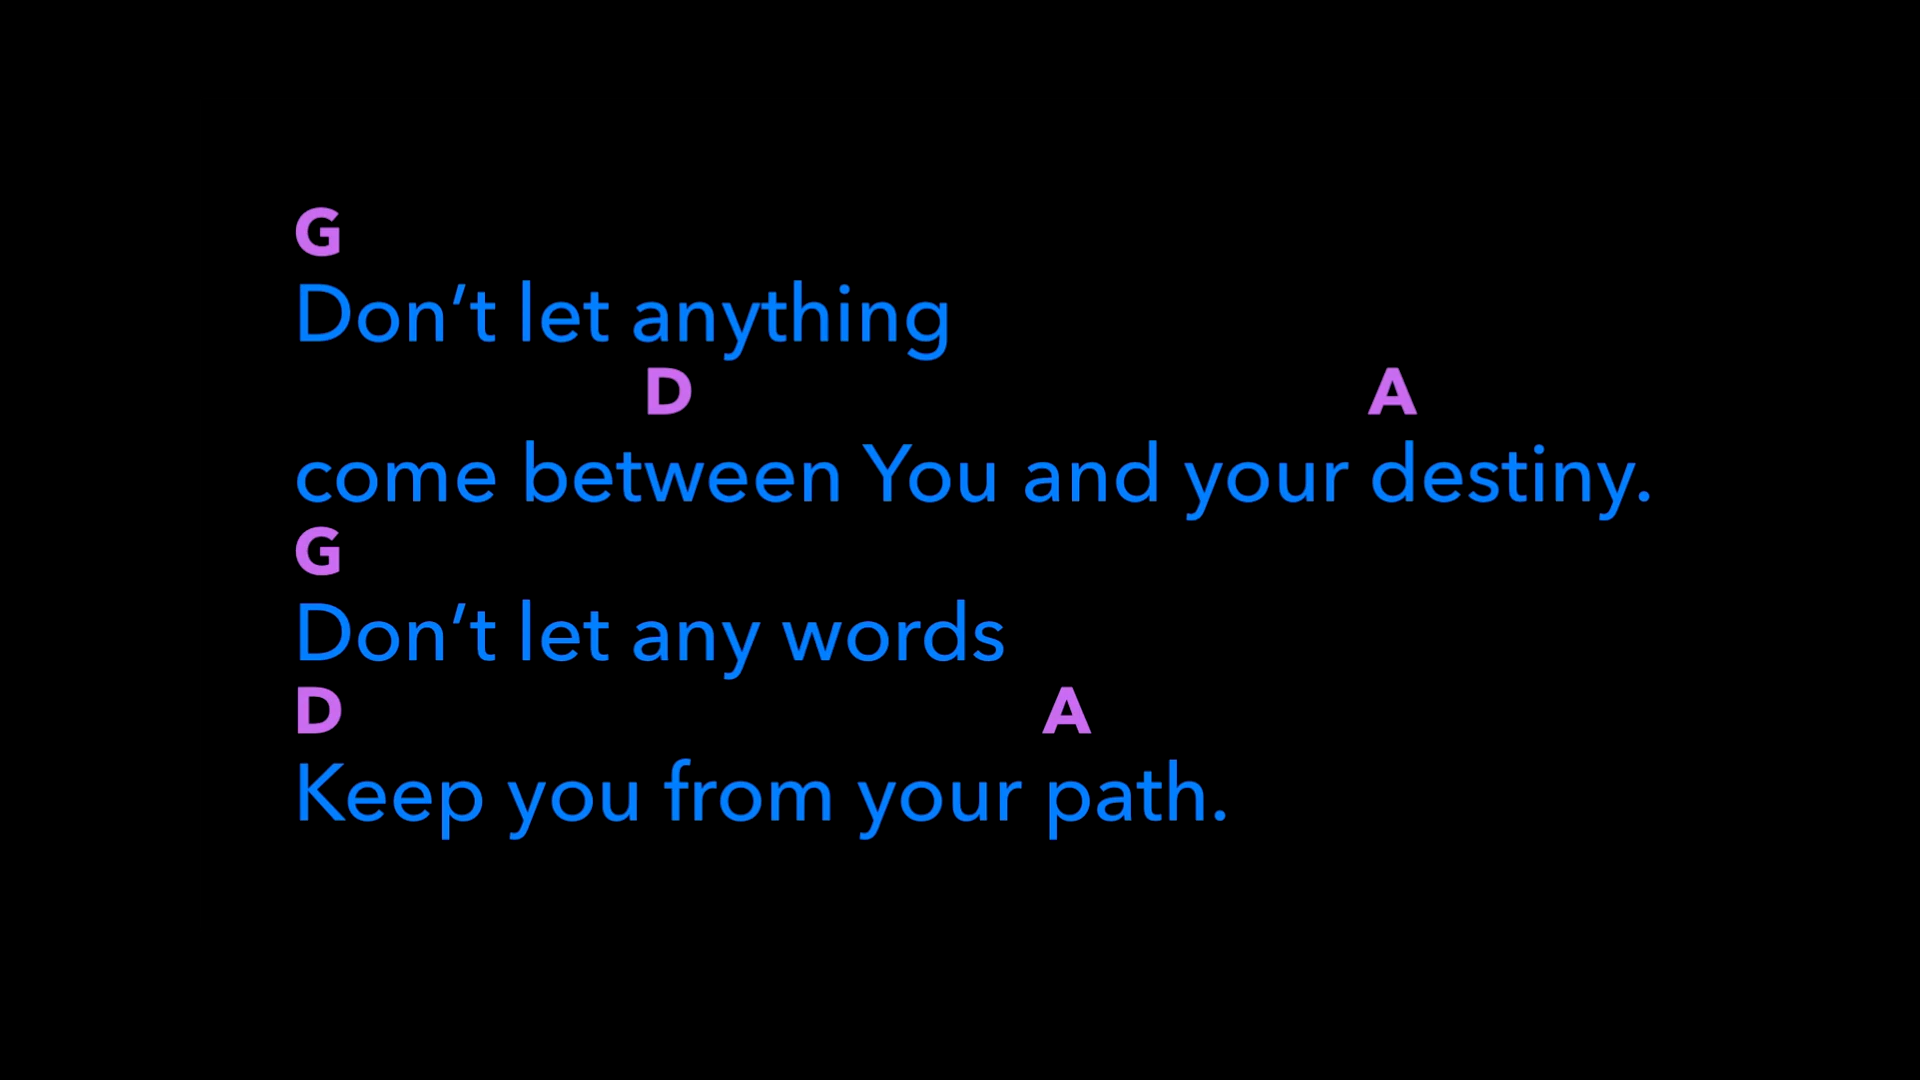 G
Don’t let anything
D A
come between You and your destiny.
G
Don’t let any words
D A
Keep you from your path.